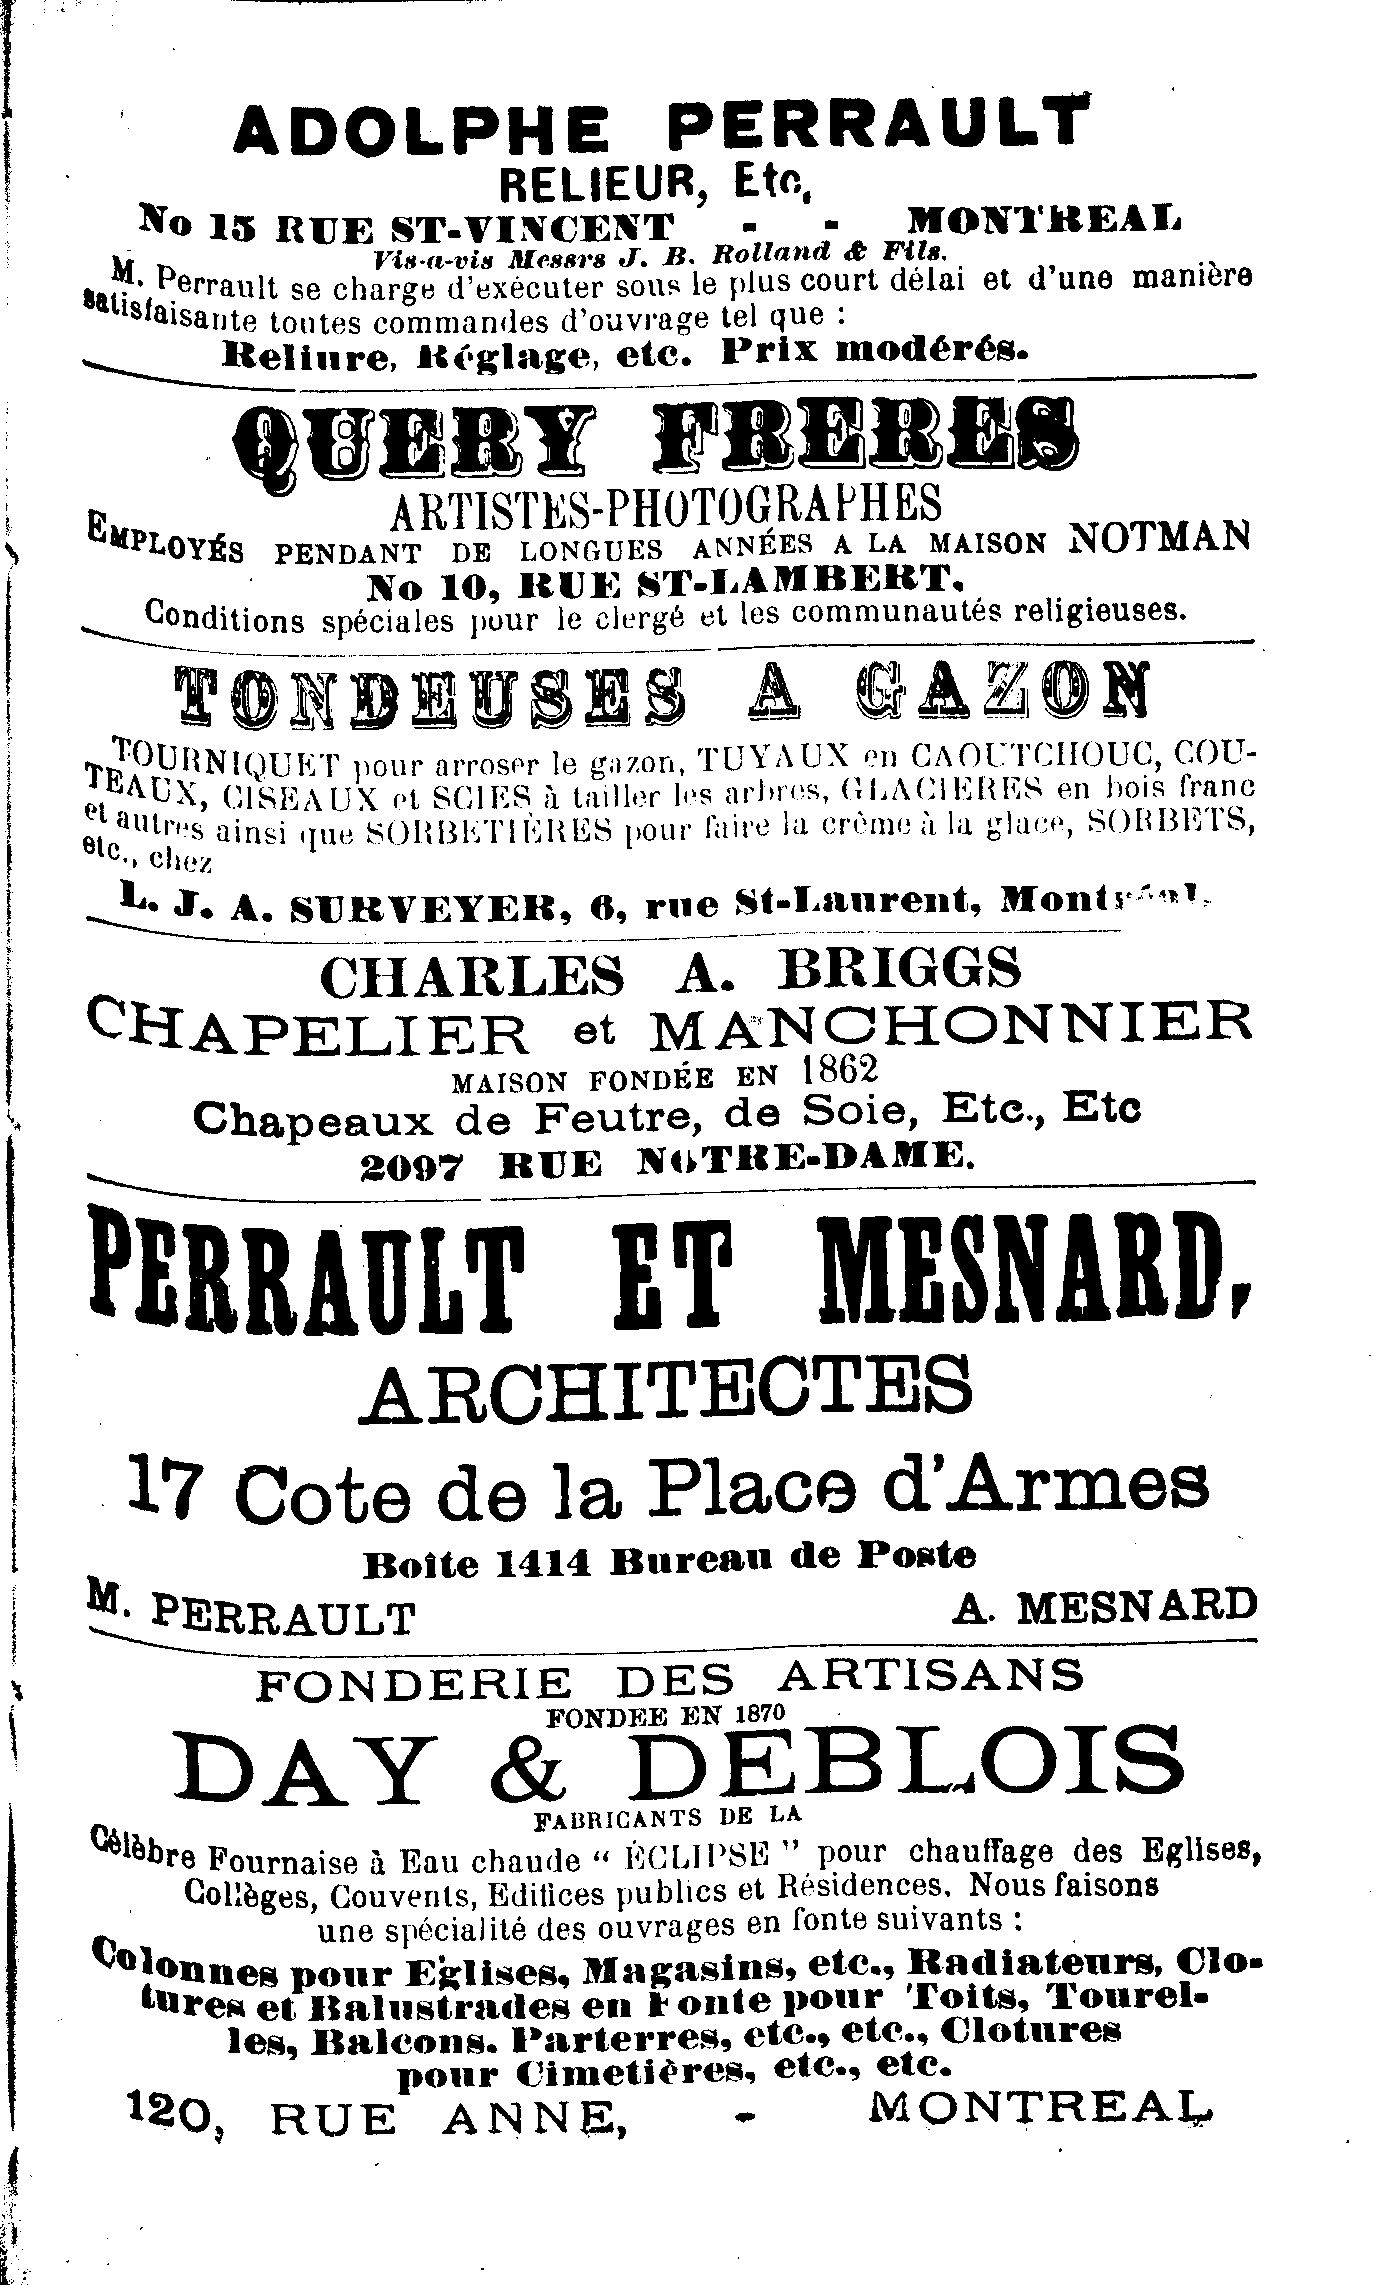 ADOLPHE PERRAULT
RELIEUR, Etc,
No 15 RUE ST-VINCENT - - MONTREAL
Vis-a-vis Messrs J. B. Rolland & Fils.
M. Perrault se charge d'exécuter sous le plus court délai et d'une manière
satisfaisante toutes commandes d'ouvrage tel que :
Reliure, Réglage, etc. Prix modérés.
QUERY FRERES
ARTISTES-PHOTOGRAPHES
EMPLOYÉS PENDANT DE LONGUES ANNÉES A LA MAISON NOTMAN
No 10, RUE ST-LAMBERT.
Conditions spéciales pour le clergé et les communautés religieuses.
TONDEUSES A GAZON
TOURNIQUET pour arroser le gazon, TUYAUX en CAOUTCHOUC, COU-
TEAUX, CISEAUX et SCIES à tailler les arbres, GLACIERES en bois franc
et autres ainsi que SORBETIÈRES pour faire la crème à la glace, SORBETS,
etc., chez
L. J. A. SURVEYER, 6, rue St-Laurent, Montréal.
CHARLES A. BRIGGS
CHAPELIER et MANCHONNIER
MAISON FONDÉE EN 1862
Chapeaux de Feutre, de Soie, Etc., Etc
2097 RUE NOTRE-DAME.
PERRAULT ET MESNARD,
ARCHITECTES
17 Cote de la Place d'Armes
Boîte 1414 Bureau de Poste
M. PERRAULT A. MESNARD
FONDERIE DES ARTISANS
FONDEE EN 1870
DAY & DEBLOIS
FABRICANTS DE LA
Célèbre Fournaise à Eau chaude “ ÉCLIPSE ” pour chauffage des Eglises,
Collèges, Couvents, Edifices publics et Résidences. Nous faisons
une spécialité des ouvrages en fonte suivants :
Colonnes pour Eglises, Magasins, etc., Radiateurs, Clo-
tures et Balustrades en Fonte pour Toits, Tourel-
les, Balcons. Parterres, etc., etc., Clotures
pour Cimetières, etc., etc.
120, RUE ANNE, - MONTREAL